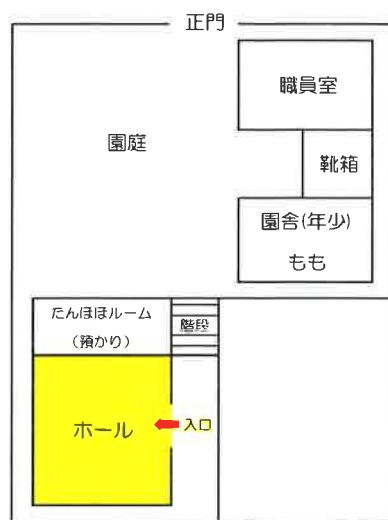 正門
職員室
園庭
靴箱
園舎(年少)
もも
たんぽぽルーム
(預かり)
階段
ホール
入口